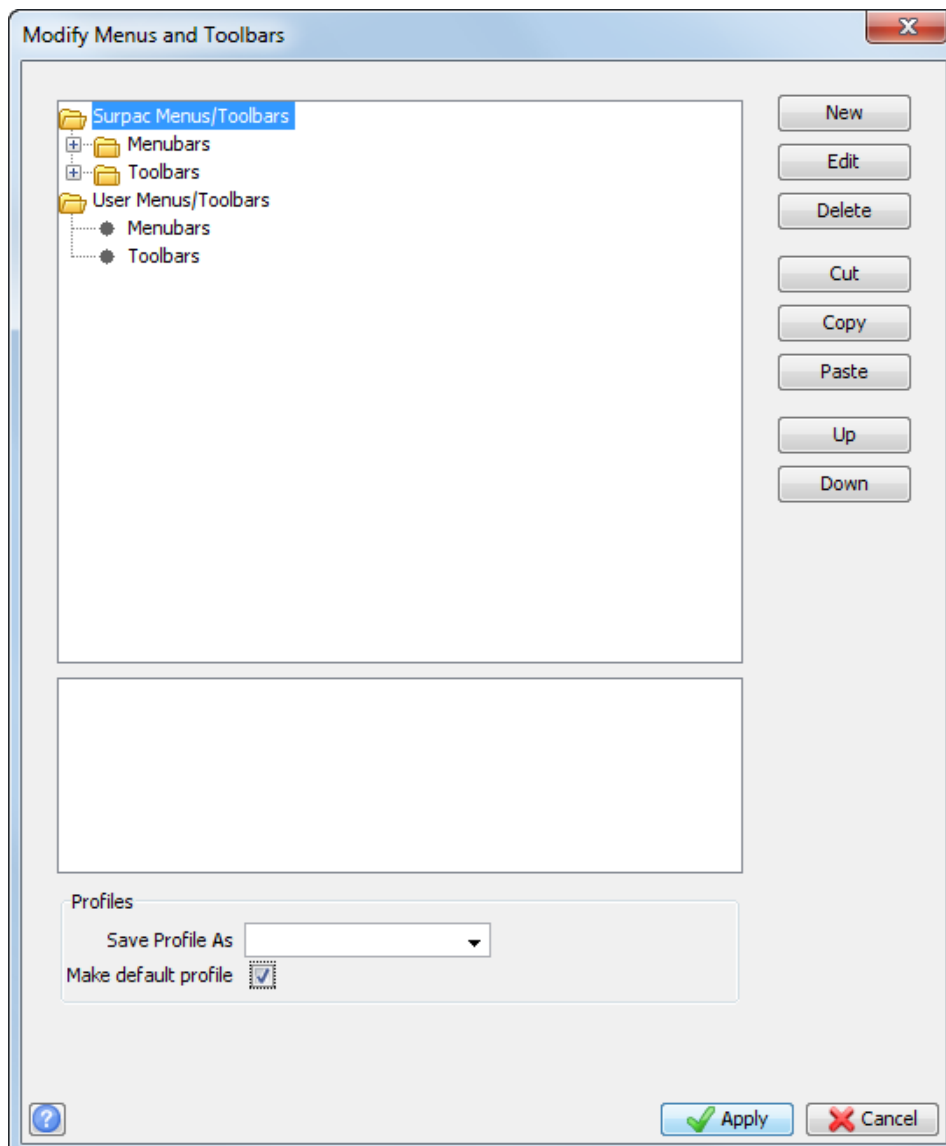 Modify Menus and Toolbars
Surpac Menus/Toolbars
Menubars
Toolbars
User Menus/Toolbars
Menubars
Toolbars
New
Edit
Delete
Cut
Copy
Paste
Up
Down
Profiles
Save Profile As
Make default profile
?
Apply
Cancel